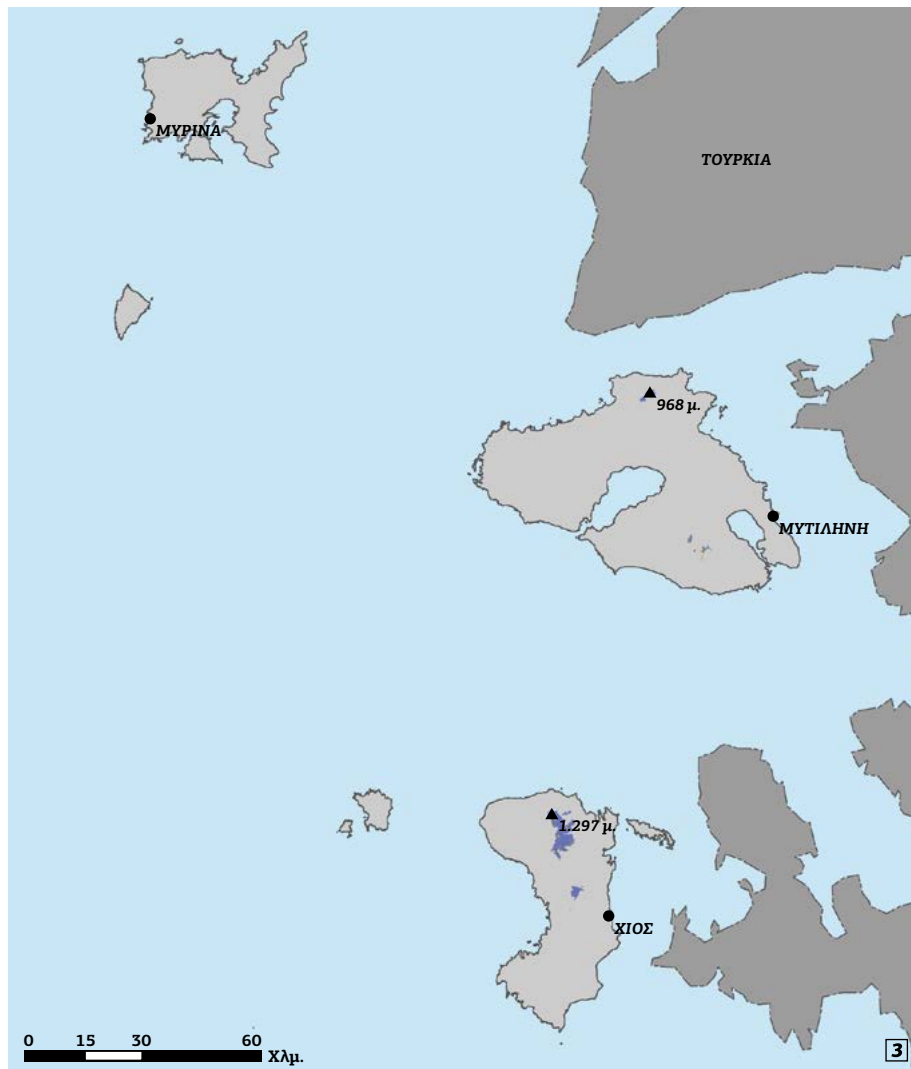 ΜΥΡΙΝΑ
ΤΟΥΡΚΙΑ
968 μ.
ΜΥΤΙΛΗΝΗ
1.297 μ.
ΧΙΟΣ
0 15 30 60
Χλμ.
3